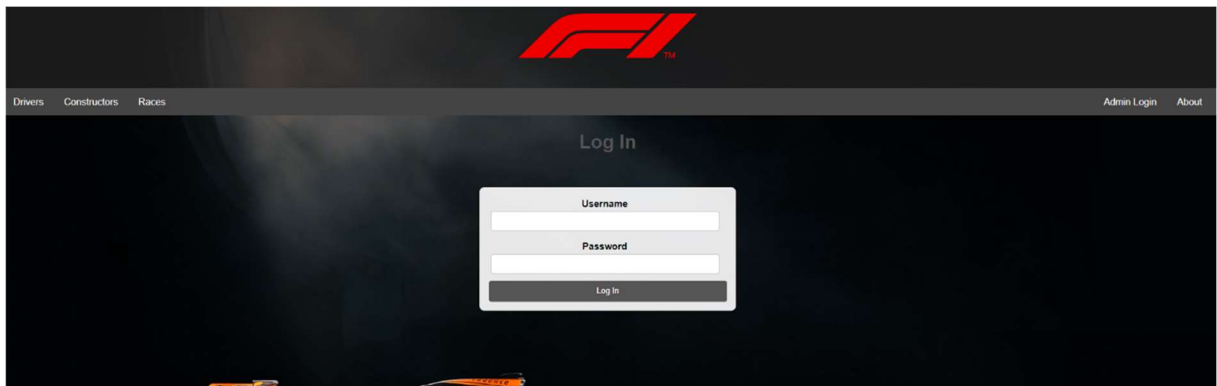 F1
TM
Drivers Constructors Races Admin Login About
Log In
Username
Password
Log In